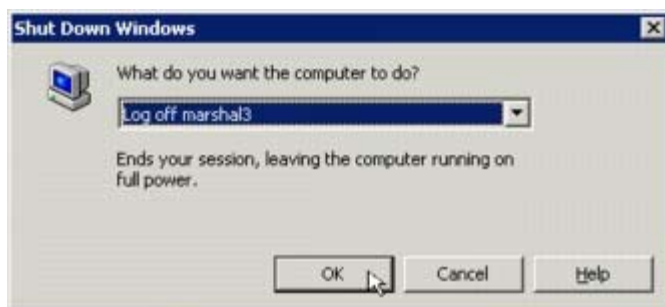 Shut Down Windows
What do you want the computer to do?
Log off marshal3
Ends your session, leaving the computer running on
full power.
OK Cancel Help